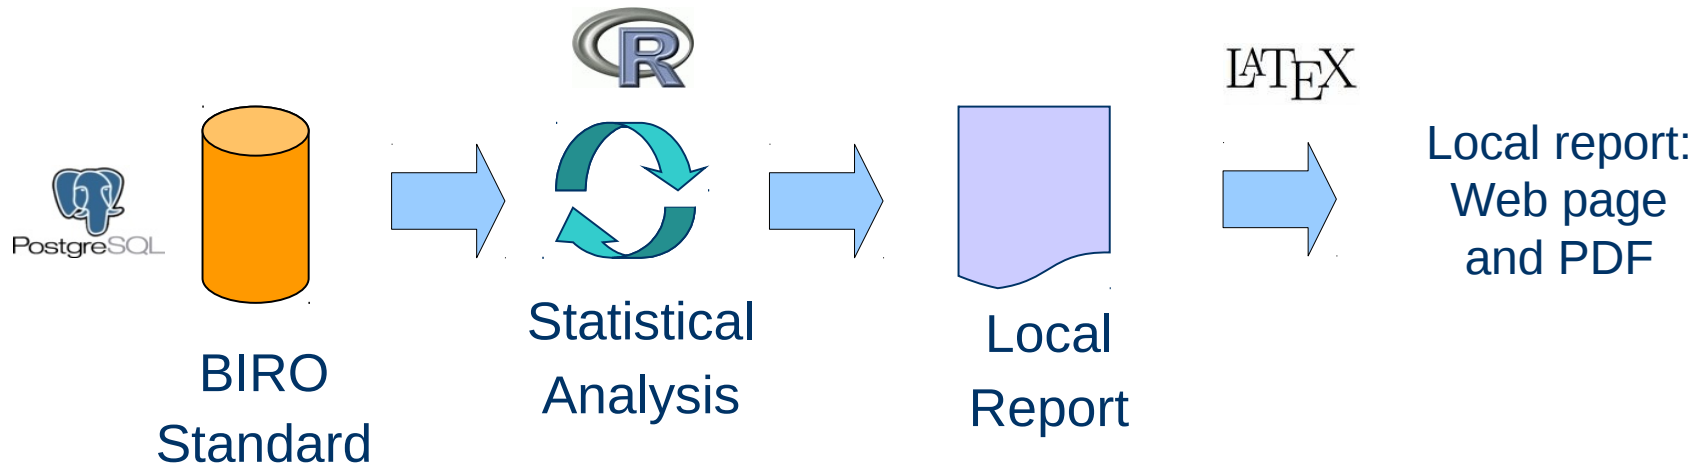 PostgreSQL
BIRO
Standard
R
Statistical
Analysis
Local
Report
LATEX
Local report:
Web page
and PDF